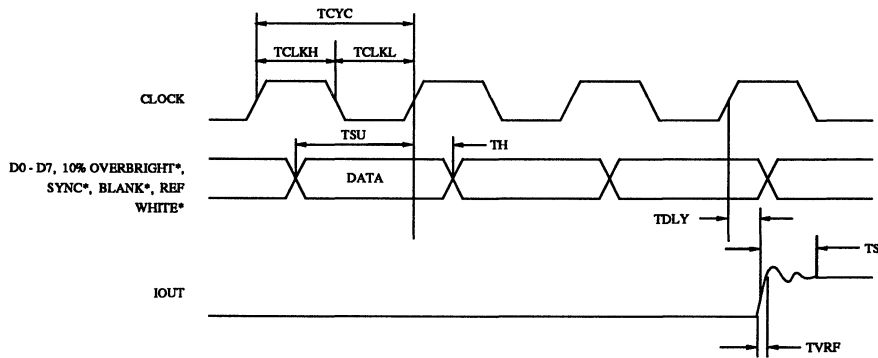 TCYC
TCLKH
TCLKL
CLOCK
TSU
TH
D0 - D7, 10% OVERBRIGHT*,
SYNC*, BLANK*, REF
WHITE*
DATA
TDLY
TS
IOUT
TVRF